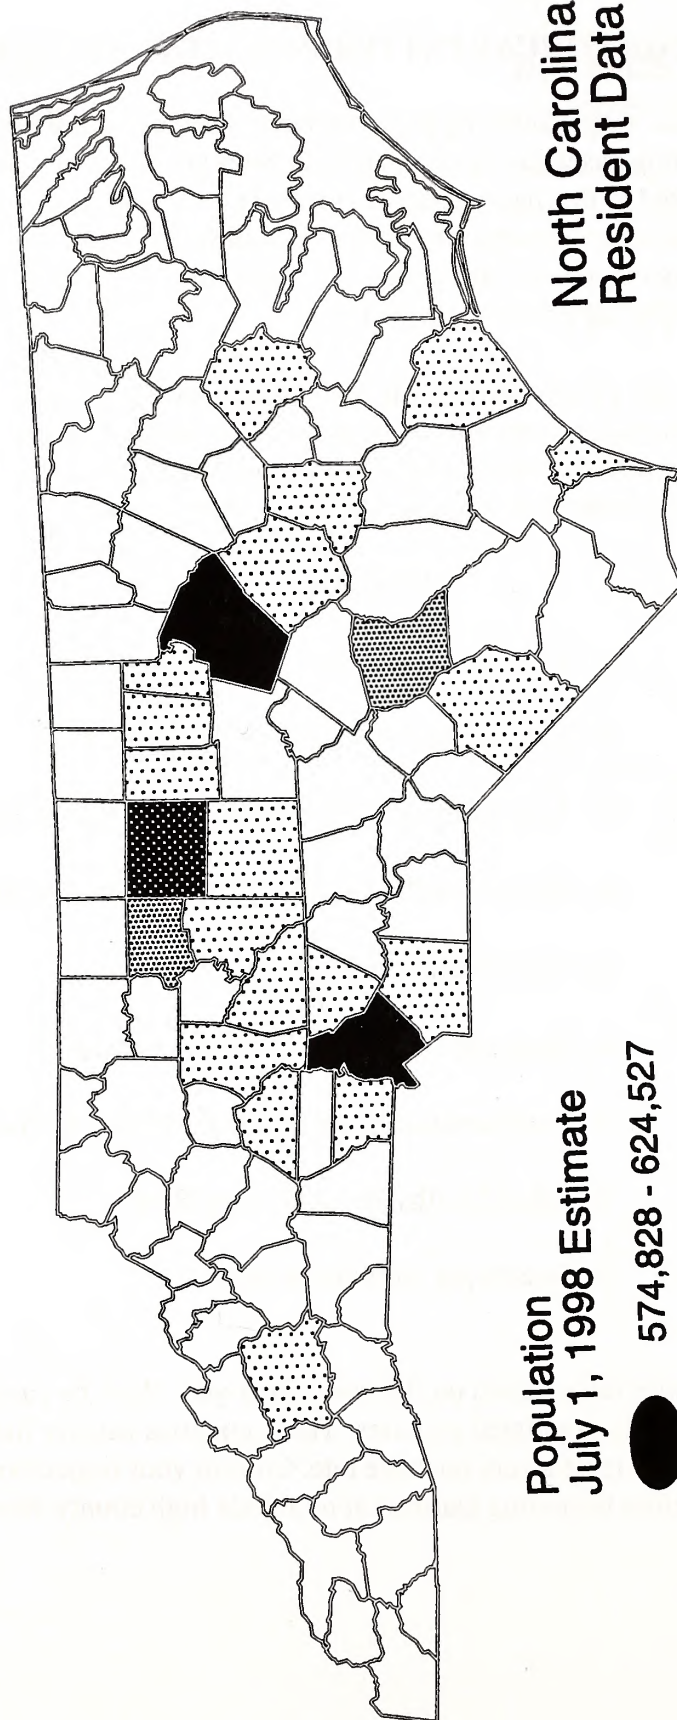 North Carolina
Resident Data
Population
July 1, 1998 Estimate
574,828 - 624,527